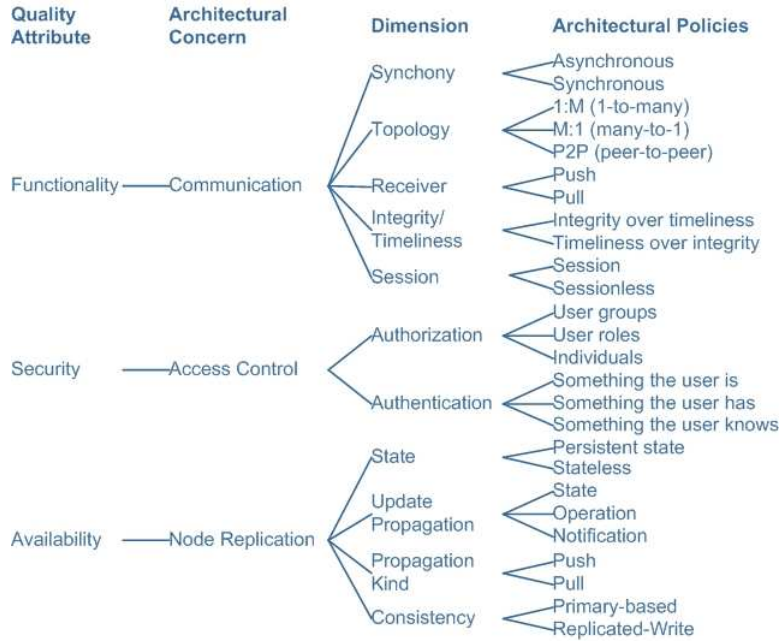 Quality Attribute
Architectural Concern
Dimension
Architectural Policies
Synchony
Asynchronous
Synchronous
Topology
1:M (1-to-many)
M:1 (many-to-1)
P2P (peer-to-peer)
Functionality
Communication
Receiver
Push
Pull
Integrity/
Timeliness
Integrity over timeliness
Timeliness over integrity
Session
Session
Sessionless
Security
Access Control
Authorization
User groups
User roles
Individuals
Authentication
Something the user is
Something the user has
Something the user knows
Availability
Node Replication
State
Persistent state
Stateless
Update
Propagation
State
Operation
Notification
Propagation
Kind
Push
Pull
Consistency
Primary-based
Replicated-Write